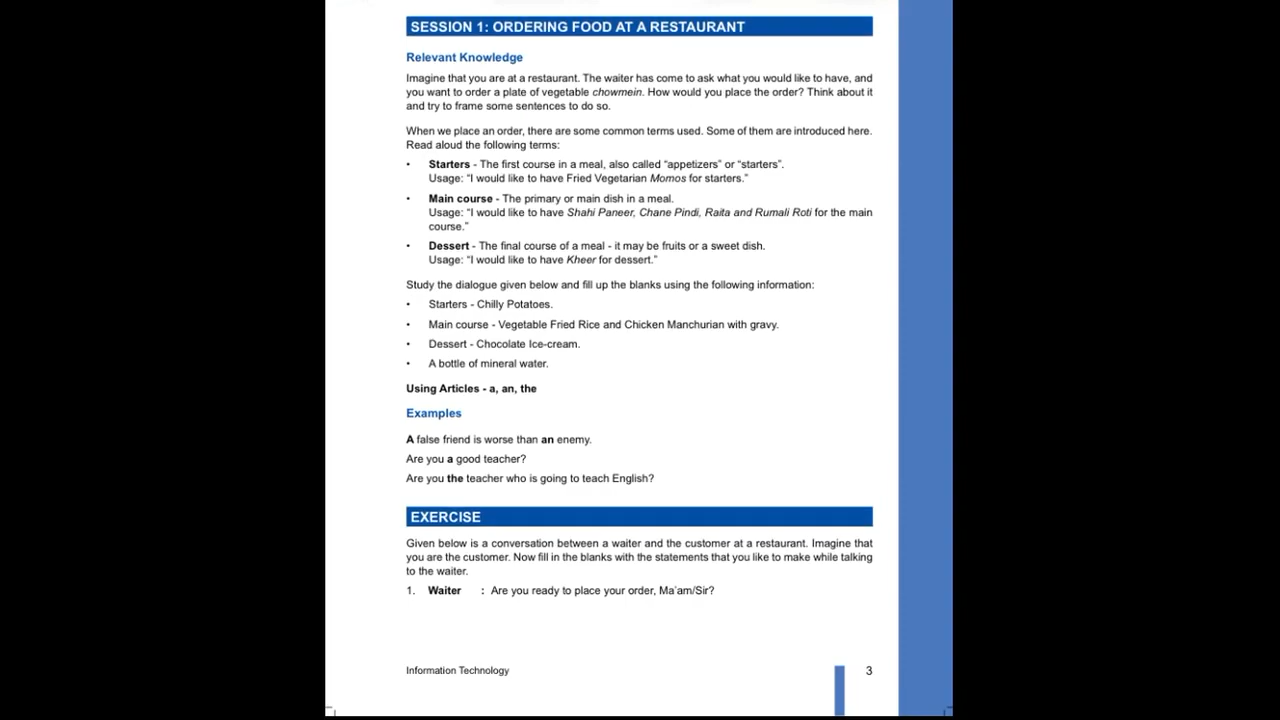 SESSION 1: ORDERING FOOD AT A RESTAURANT
Relevant Knowledge
Imagine that you are at a restaurant. The waiter has come to ask what you would like to have, and
you want to order a plate of vegetable chowmein. How would you place the order? Think about it
and try to frame some sentences to do so.
When we place an order, there are some common terms used. Some of them are introduced here.
Read aloud the following terms:
• Starters - The first course in a meal, also called “appetizers” or “starters”.
Usage: “I would like to have Fried Vegetarian Momos for starters.”
• Main course - The primary or main dish in a meal.
Usage: “I would like to have Shahi Paneer, Chane Pindi, Raita and Rumali Roti for the main
course.”
• Dessert - The final course of a meal - it may be fruits or a sweet dish.
Usage: “I would like to have Kheer for dessert.”
Study the dialogue given below and fill up the blanks using the following information:
• Starters - Chilly Potatoes.
• Main course - Vegetable Fried Rice and Chicken Manchurian with gravy.
• Dessert - Chocolate Ice-cream.
• A bottle of mineral water.
Using Articles - a, an, the
Examples
A false friend is worse than an enemy.
Are you a good teacher?
Are you the teacher who is going to teach English?
EXERCISE
Given below is a conversation between a waiter and the customer at a restaurant. Imagine that
you are the customer. Now fill in the blanks with the statements that you like to make while talking
to the waiter.
1. Waiter : Are you ready to place your order, Ma’am/Sir?
Information Technology 3